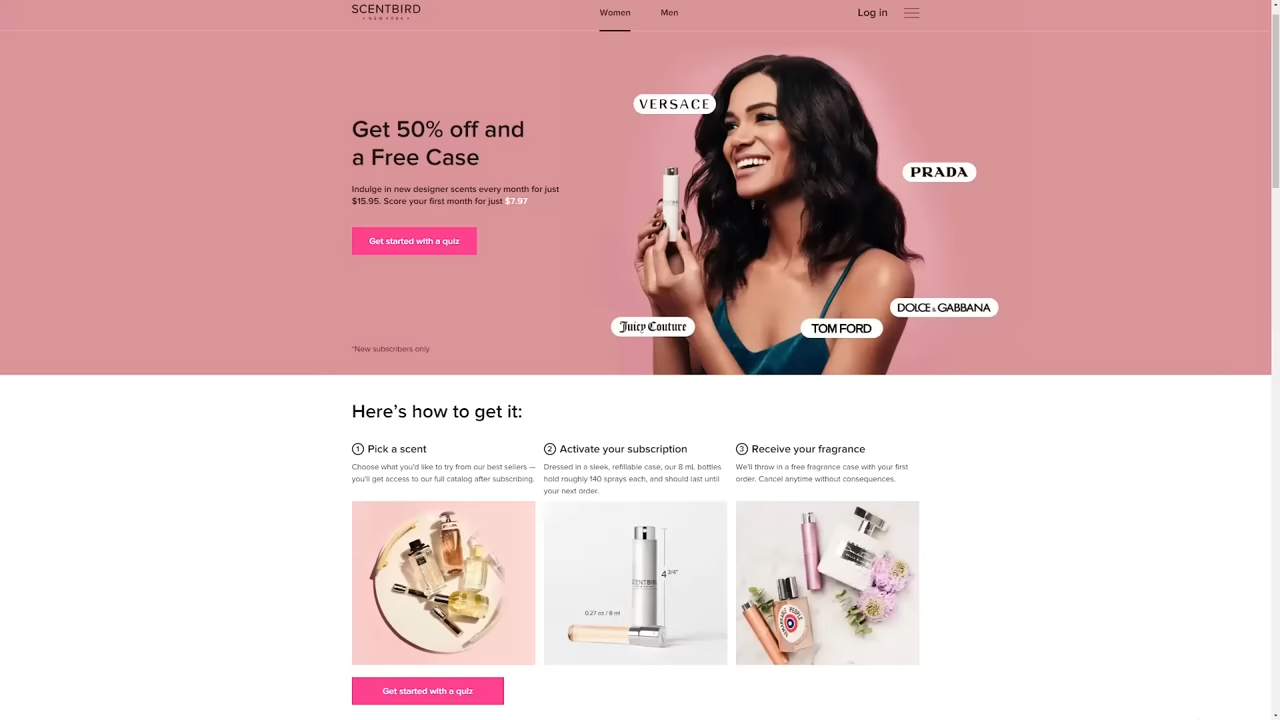 SCENTBIRD
• NEW YORK •
Women
Men
Log in
Get 50% off and
a Free Case
Indulge in new designer scents every month for just
$15.95. Score your first month for just $7.97
Get started with a quiz
*New subscribers only
VERSACE
PRADA
DOLCE & GABBANA
Juicy Couture
TOM FORD
Here's how to get it:
1 Pick a scent
Choose what you'd like to try from our best sellers —
you'll get access to our full catalog after subscribing.
2 Activate your subscription
Dressed in a sleek, refillable case, our 8 mL bottles
hold roughly 140 sprays each, and should last until
your next order.
3 Receive your fragrance
We'll throw in a free fragrance case with your first
order. Cancel anytime without consequences.
SCENTBIRD
4 3/4"
0.27 oz / 8 ml
REMARKABLE PEOPLE
Get started with a quiz